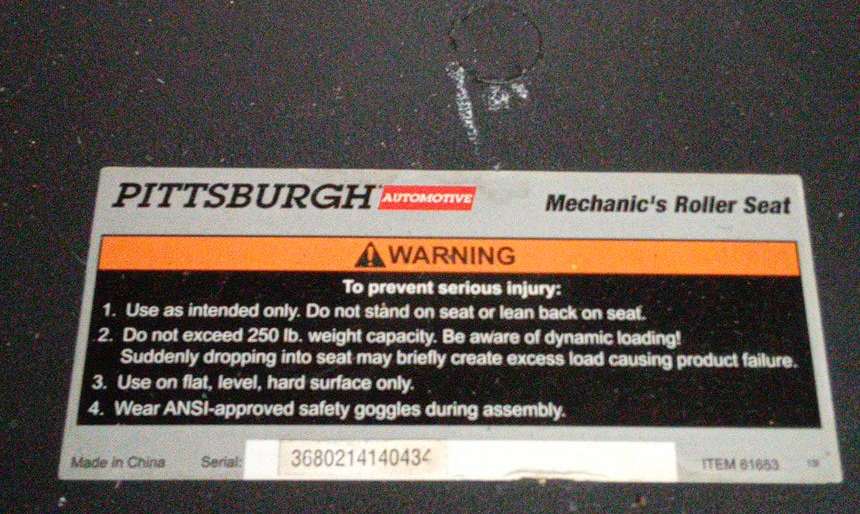 PITTSBURGH AUTOMOTIVE Mechanic's Roller Seat
WARNING
To prevent serious injury:
1. Use as intended only. Do not stand on seat or lean back on seat.
2. Do not exceed 250 lb. weight capacity. Be aware of dynamic loading!
Suddenly dropping into seat may briefly create excess load causing product failure.
3. Use on flat, level, hard surface only.
4. Wear ANSI-approved safety goggles during assembly.
Made in China Serial: 3680214140434 ITEM 61653